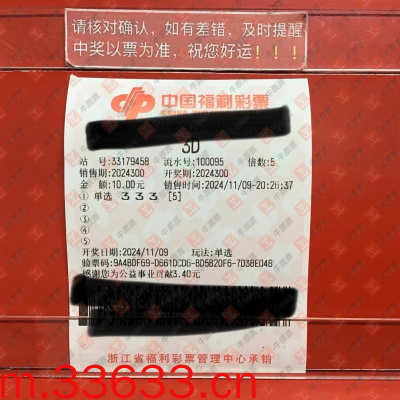 请核对确认，如有差错，及时提醒
中奖以票为准，祝您好运！！！
中国福利彩票
3D
站 号:33179458 流水号:100095 倍数:5
销售期:2024300 开奖期:2024300
金 额:10.00元 销售时间:2024/11/09-20:26:37
① 单选 3 3 3 [5]
②
③
④
⑤
开奖日期:2024/11/09 玩法:单选
感谢您为公益事业贡献3.40元
浙江省福利彩票管理中心承销
m.33633.cn